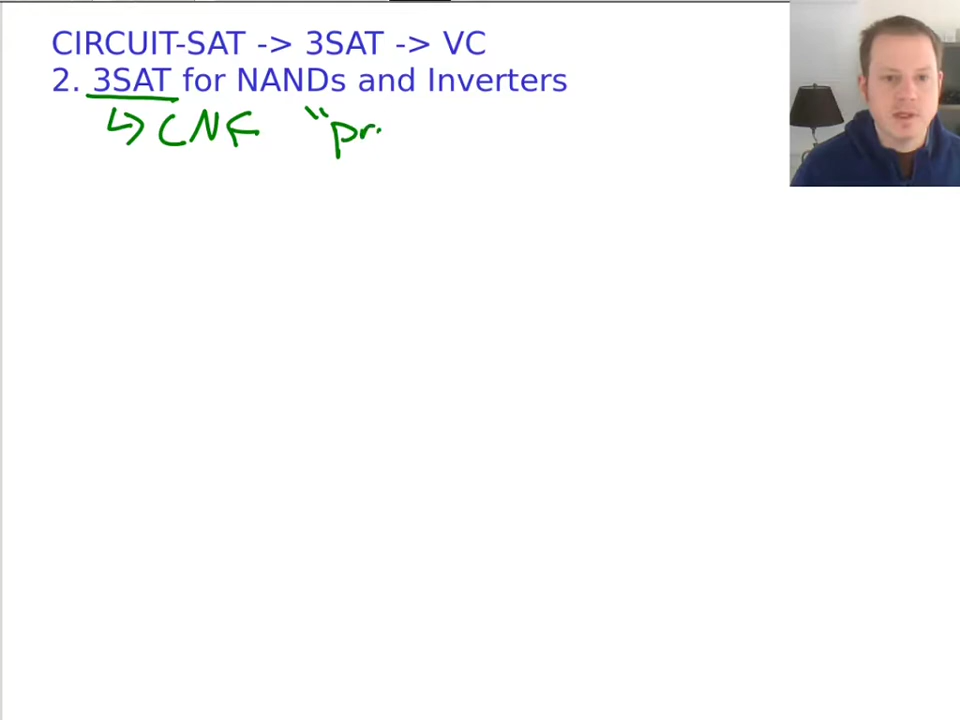 CIRCUIT-SAT -> 3SAT -> VC
2. 3SAT for NANDs and Inverters
↳ CNF "pr